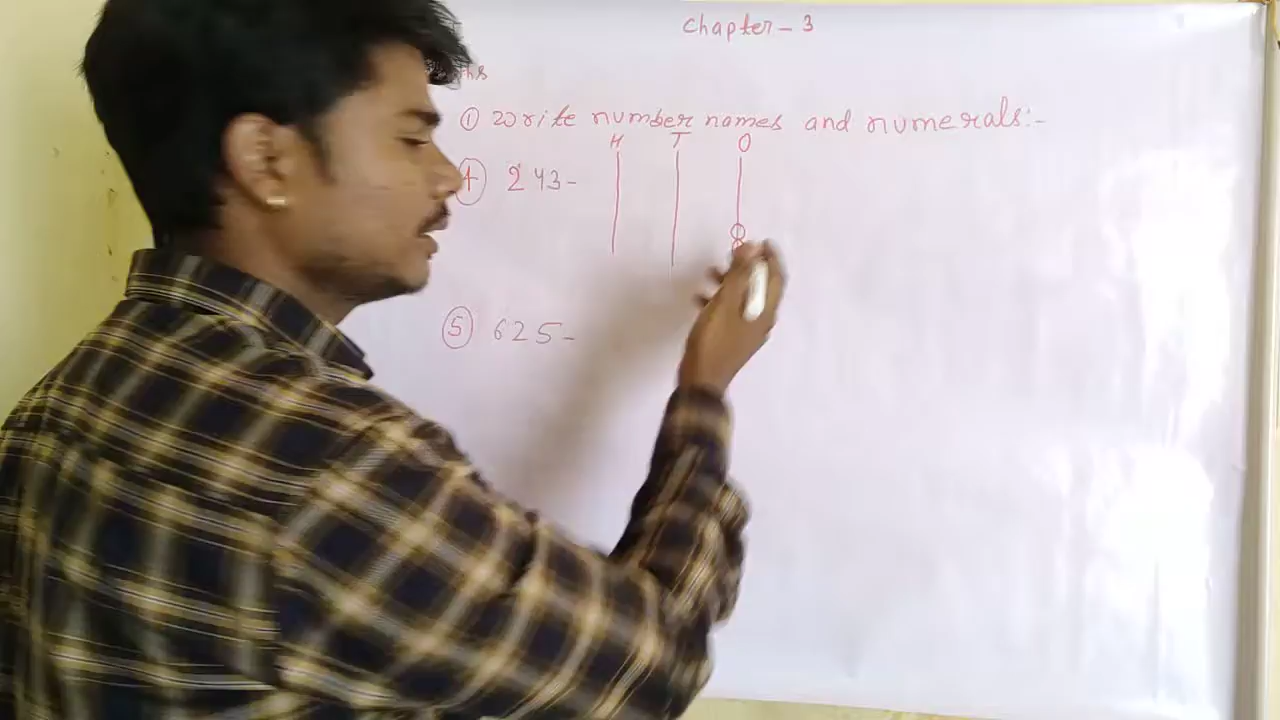 Chapter - 3
① Write number names and numerals:-
H T O
④ 243-
⑤ 625-